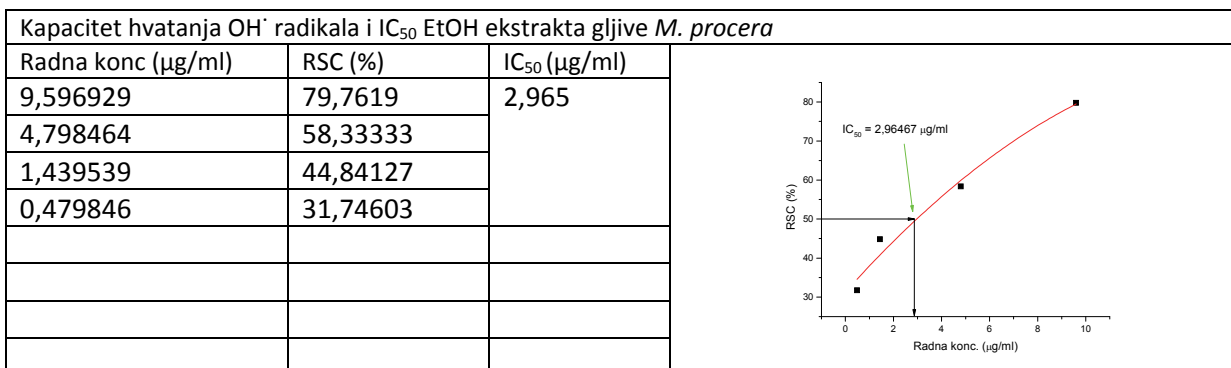 Kapacitet hvatanja OH˙ radikala i IC₅₀ EtOH ekstrakta gljive M. procera
Radna konc (µg/ml) RSC (%) IC₅₀ (µg/ml)
9,596929 79,7619 2,965
4,798464 58,33333
1,439539 44,84127
0,479846 31,74603
IC₅₀ = 2,96467 µg/ml
RSC (%)
80
70
60
50
40
30
0 2 4 6 8 10
Radna konc. (µg/ml)